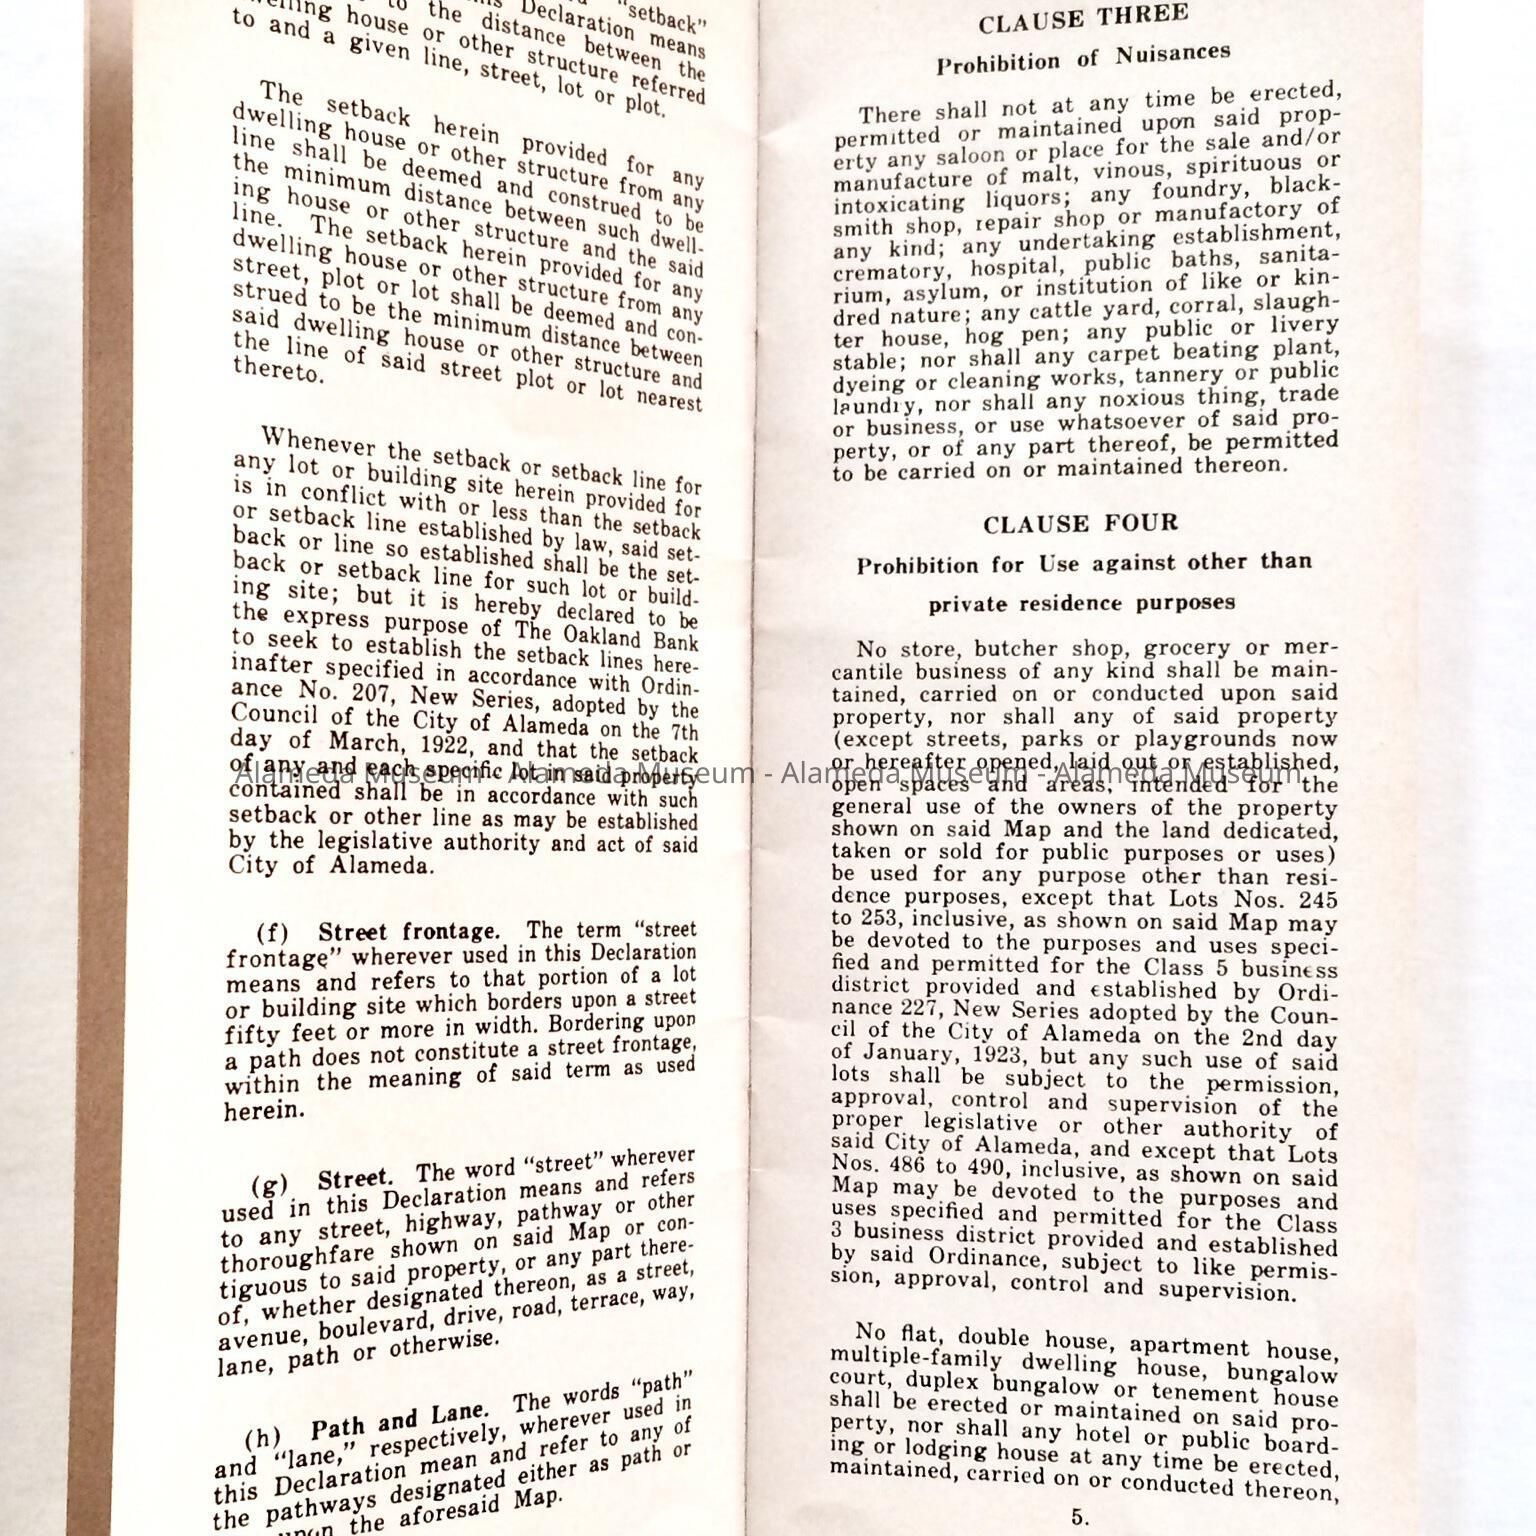 "setback"
Declaration means
to the distance between the
house or other structure referred
to and a given line, street, lot or plot.
The setback herein provided for any
dwelling house or other structure from any
line shall be deemed and construed to be
the minimum distance between such dwell-
ing house or other structure and the said
line. The setback herein provided for any
dwelling house or other structure from any
street, plot or lot shall be deemed and con-
strued to be the minimum distance between
said dwelling house or other structure and
the line of said street plot or lot nearest
thereto.
Whenever the setback or setback line for
any lot or building site herein provided for
is in conflict with or less than the setback
or setback line established by law, said set-
back or line so established shall be the set-
back or setback line for such lot or build-
ing site; but it is hereby declared to be
the express purpose of The Oakland Bank
to seek to establish the setback lines here-
inafter specified in accordance with Ordin-
ance No. 207, New Series, adopted by the
Council of the City of Alameda on the 7th
day of March, 1922, and that the setback
of any and each specific lot in said property
contained shall be in accordance with such
setback or other line as may be established
by the legislative authority and act of said
City of Alameda.
(f) Street frontage. The term "street
frontage" wherever used in this Declaration
means and refers to that portion of a lot
or building site which borders upon a street
fifty feet or more in width. Bordering upon
a path does not constitute a street frontage,
within the meaning of said term as used
herein.
(g) Street. The word "street" wherever
used in this Declaration means and refers
to any street, highway, pathway or other
thoroughfare shown on said Map or con-
tiguous to said property, or any part there-
of, whether designated thereon, as a street,
avenue, boulevard, drive, road, terrace, way,
lane, path or otherwise.
(h) Path and Lane. The words "path"
and "lane," respectively, wherever used in
this Declaration mean and refer to any of
the pathways designated either as path or
upon the aforesaid Map.
CLAUSE THREE
Prohibition of Nuisances
There shall not at any time be erected,
permitted or maintained upon said prop-
erty any saloon or place for the sale and/or
manufacture of malt, vinous, spirituous or
intoxicating liquors; any foundry, black-
smith shop, repair shop or manufactory of
any kind; any undertaking establishment,
crematory, hospital, public baths, sanita-
rium, asylum, or institution of like or kin-
dred nature; any cattle yard, corral, slaugh-
ter house, hog pen; any public or livery
stable; nor shall any carpet beating plant,
dyeing or cleaning works, tannery or public
laundry, nor shall any noxious thing, trade
or business, or use whatsoever of said pro-
perty, or of any part thereof, be permitted
to be carried on or maintained thereon.
CLAUSE FOUR
Prohibition for Use against other than
private residence purposes
No store, butcher shop, grocery or mer-
cantile business of any kind shall be main-
tained, carried on or conducted upon said
property, nor shall any of said property
(except streets, parks or playgrounds now
or hereafter opened, laid out or established,
open spaces and areas, intended for the
general use of the owners of the property
shown on said Map and the land dedicated,
taken or sold for public purposes or uses)
be used for any purpose other than resi-
dence purposes, except that Lots Nos. 245
to 253, inclusive, as shown on said Map may
be devoted to the purposes and uses speci-
fied and permitted for the Class 5 business
district provided and established by Ordi-
nance 227, New Series adopted by the Coun-
cil of the City of Alameda on the 2nd day
of January, 1923, but any such use of said
lots shall be subject to the permission,
approval, control and supervision of the
proper legislative or other authority of
said City of Alameda, and except that Lots
Nos. 486 to 490, inclusive, as shown on said
Map may be devoted to the purposes and
uses specified and permitted for the Class
3 business district provided and established
by said Ordinance, subject to like permis-
sion, approval, control and supervision.
No flat, double house, apartment house,
multiple-family dwelling house, bungalow
court, duplex bungalow or tenement house
shall be erected or maintained on said pro-
perty, nor shall any hotel or public board-
ing or lodging house at any time be erected,
maintained, carried on or conducted thereon,
5.
Alameda Museum - Alameda Museum - Alameda Museum - Alameda Museum